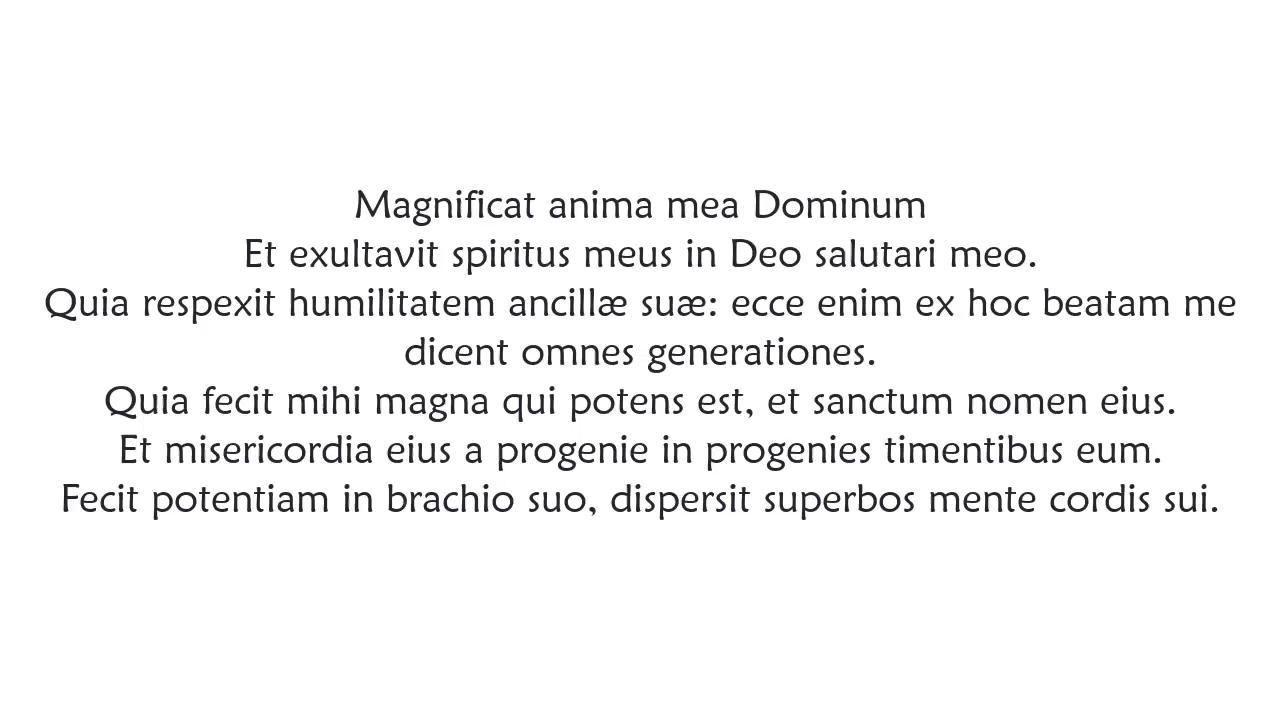 Magnificat anima mea Dominum
Et exultavit spiritus meus in Deo salutari meo.
Quia respexit humilitatem ancillæ suæ: ecce enim ex hoc beatam me
dicent omnes generationes.
Quia fecit mihi magna qui potens est, et sanctum nomen eius.
Et misericordia eius a progenie in progenies timentibus eum.
Fecit potentiam in brachio suo, dispersit superbos mente cordis sui.